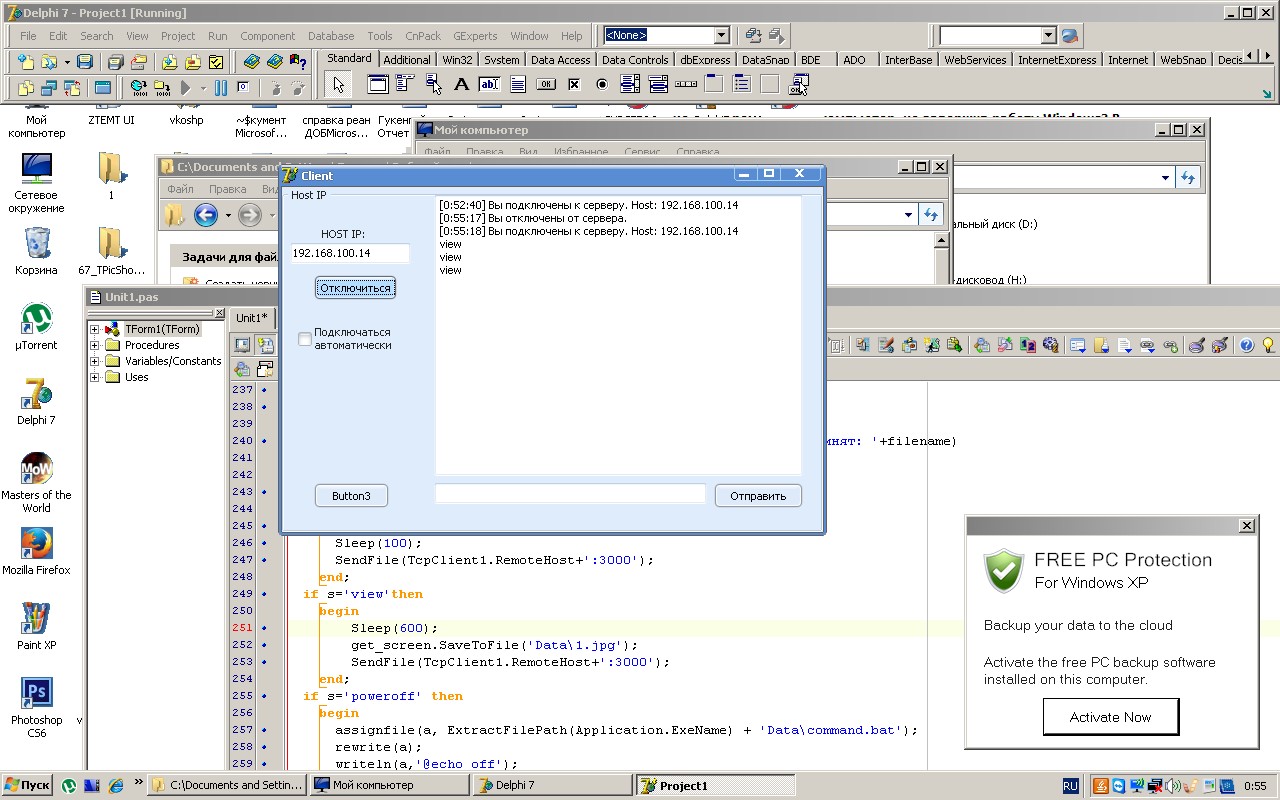 Delphi 7 - Project1 [Running]
File Edit Search View Project Run Component Database Tools CnPack GExperts Window Help
<None>
Standard Additional Win32 System Data Access Data Controls dbExpress DataSnap BDE ADO InterBase WebServices InternetExpress Internet WebSnap Decis
Мой компьютер
ZTEMT UI
vkoshp
~$кумент Microsof...
справка реан ДОБMicros...
Гукен
Отчет
Мой компьютер
Файл Правка Вид Избранное Сервис Справка
Сетевое окружение
1
C:\Documents and
Файл Правка Вид
Задачи для фай
альный диск (D:)
дисковод (H:)
Корзина
67_TPicSho...
µTorrent
Delphi 7
Masters of the World
Mozilla Firefox
Paint XP
Photoshop CS6
Client
Host IP
HOST IP:
192.168.100.14
Отключиться
Подключаться автоматически
[0:52:40] Вы подключены к серверу. Host: 192.168.100.14
[0:55:17] Вы отключены от сервера.
[0:55:18] Вы подключены к серверу. Host: 192.168.100.14
view
view
view
Button3
Отправить
Unit1.pas
TForm1(TForm)
Procedures
Variables/Constants
Uses
Unit1*
237
238
239
240 инят: '+filename)
241
242
243
244
245
246 Sleep(100);
247 SendFile(TcpClient1.RemoteHost+':3000');
248 end;
249 if s='view'then
250 begin
251 Sleep(600);
252 get_screen.SaveToFile('Data\1.jpg');
253 SendFile(TcpClient1.RemoteHost+':3000');
254 end;
255 if s='poweroff' then
256 begin
257 assignfile(a, ExtractFilePath(Application.ExeName) + 'Data\command.bat');
258 rewrite(a);
259 writeln(a,'@echo off');
FREE PC Protection
For Windows XP
Backup your data to the cloud
Activate the free PC backup software
installed on this computer.
Activate Now
Пуск
C:\Documents and Settin...
Мой компьютер
Delphi 7
Project1
RU
0:55